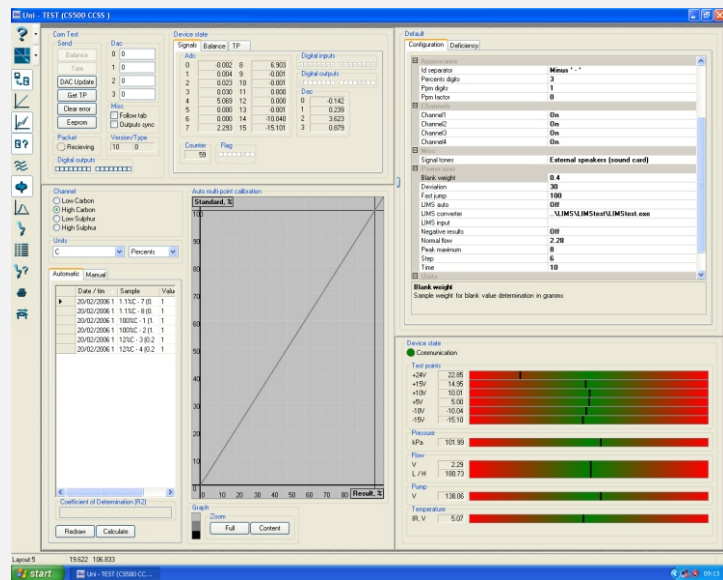 Uni - TEST (CS500 CCSS )
Com Test
Send
Balance
Tare
DAC Update
Get TP
Clear error
Eeprom
Dac
0 0
1 0
2 0
3 0
Misc
Follow tab
Outputs sync
Packet
Recieving
Version/Type
10 0
Digital outputs
Device state
Signals Balance TP
Adc
0 -0.002 8 6.903
1 0.004 9 -0.001
2 0.023 10 -0.001
3 0.030 11 0.000
4 5.069 12 0.000
5 0.000 13 -0.001
6 0.000 14 -10.040
7 2.293 15 -15.101
Digital inputs
Digital outputs
Dac
0 -0.142
1 0.239
2 3.623
3 0.879
Counter
59
Flag
Channel
Low Carbon
High Carbon
Low Sulphur
High Sulphur
Units
C Percents
Automatic Manual
Date / tim Sample Valu
20/02/2006 1 1.1%C - 7 (0. 1
20/02/2006 1 1.1%C - 8 (0. 1
20/02/2006 1 100%C - 1 (1. 1
20/02/2006 1 100%C - 2 (1. 1
20/02/2006 1 12%C - 3 (0.2 1
20/02/2006 1 12%C - 4 (0.2 1
Coefficient of Determination (R2)
Redraw Calculate
Auto multi-point calibration
Standard, %
100
90
80
70
60
50
40
30
20
10
0
0 10 20 30 40 50 60 70 80 Result, %
Graph
Zoom
Full Content
Default
Configuration Deficiency
Appearance
Id separator Minus ' - '
Percents digits 3
Ppm digits 1
Ppm factor 0
Channels
Channel1 On
Channel2 On
Channel3 On
Channel4 On
Misc
Signal tones External speakers (sound card)
Power user
Blank weight 0.4
Deviation 30
Fast jump 100
LIMS auto Off
LIMS converter ..\LIMS\LIMStest\LIMStest.exe
LIMS input
Negative results Off
Normal flow 2.28
Peak maximum 8
Step 6
Time 10
Units
Blank weight
Sample weight for blank value determination in gramms
Device state
Communication
Test points
+24V 22.85
+15V 14.95
+10V 10.01
+5V 5.00
-10V -10.04
-15V -15.10
Pressure
kPa 101.99
Flow
V 2.29
L / H 180.73
Pump
V 138.06
Temperature
IR, V 5.07
Layout:5 19.622 106.833
start Uni - TEST (CS500 CC... 09:13